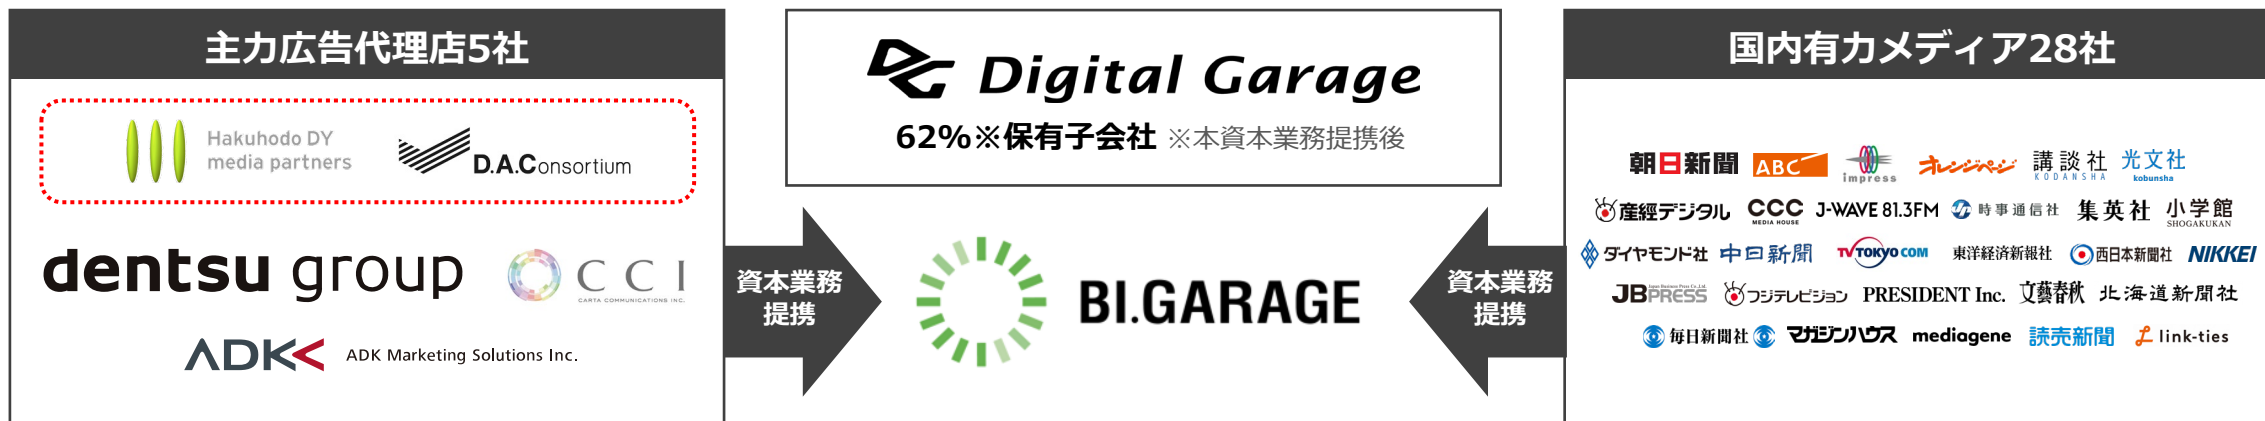 主力広告代理店5社
Hakuhodo DY
media partners
D.A.Consortium
dentsu group
CCI
CARTA COMMUNICATIONS INC.
ADK
ADK Marketing Solutions Inc.
資本業務
提携
DG Digital Garage
62%※保有子会社 ※本資本業務提携後
BI.GARAGE
資本業務
提携
国内有力メディア28社
朝日新聞 ABC impress オレンジページ 講談社 KODANSHA 光文社 kobunsha
産経デジタル CCC MEDIA HOUSE J-WAVE 81.3FM 時事通信社 集英社 小学館 SHOGAKUKAN
ダイヤモンド社 中日新聞 TVTOKYO COM 東洋経済新報社 西日本新聞社 NIKKEI
JBPRESS Japan Business Press Co.,Ltd. フジテレビジョン PRESIDENT Inc. 文藝春秋 北海道新聞社
毎日新聞社 マガジンハウス mediagene 読売新聞 link-ties